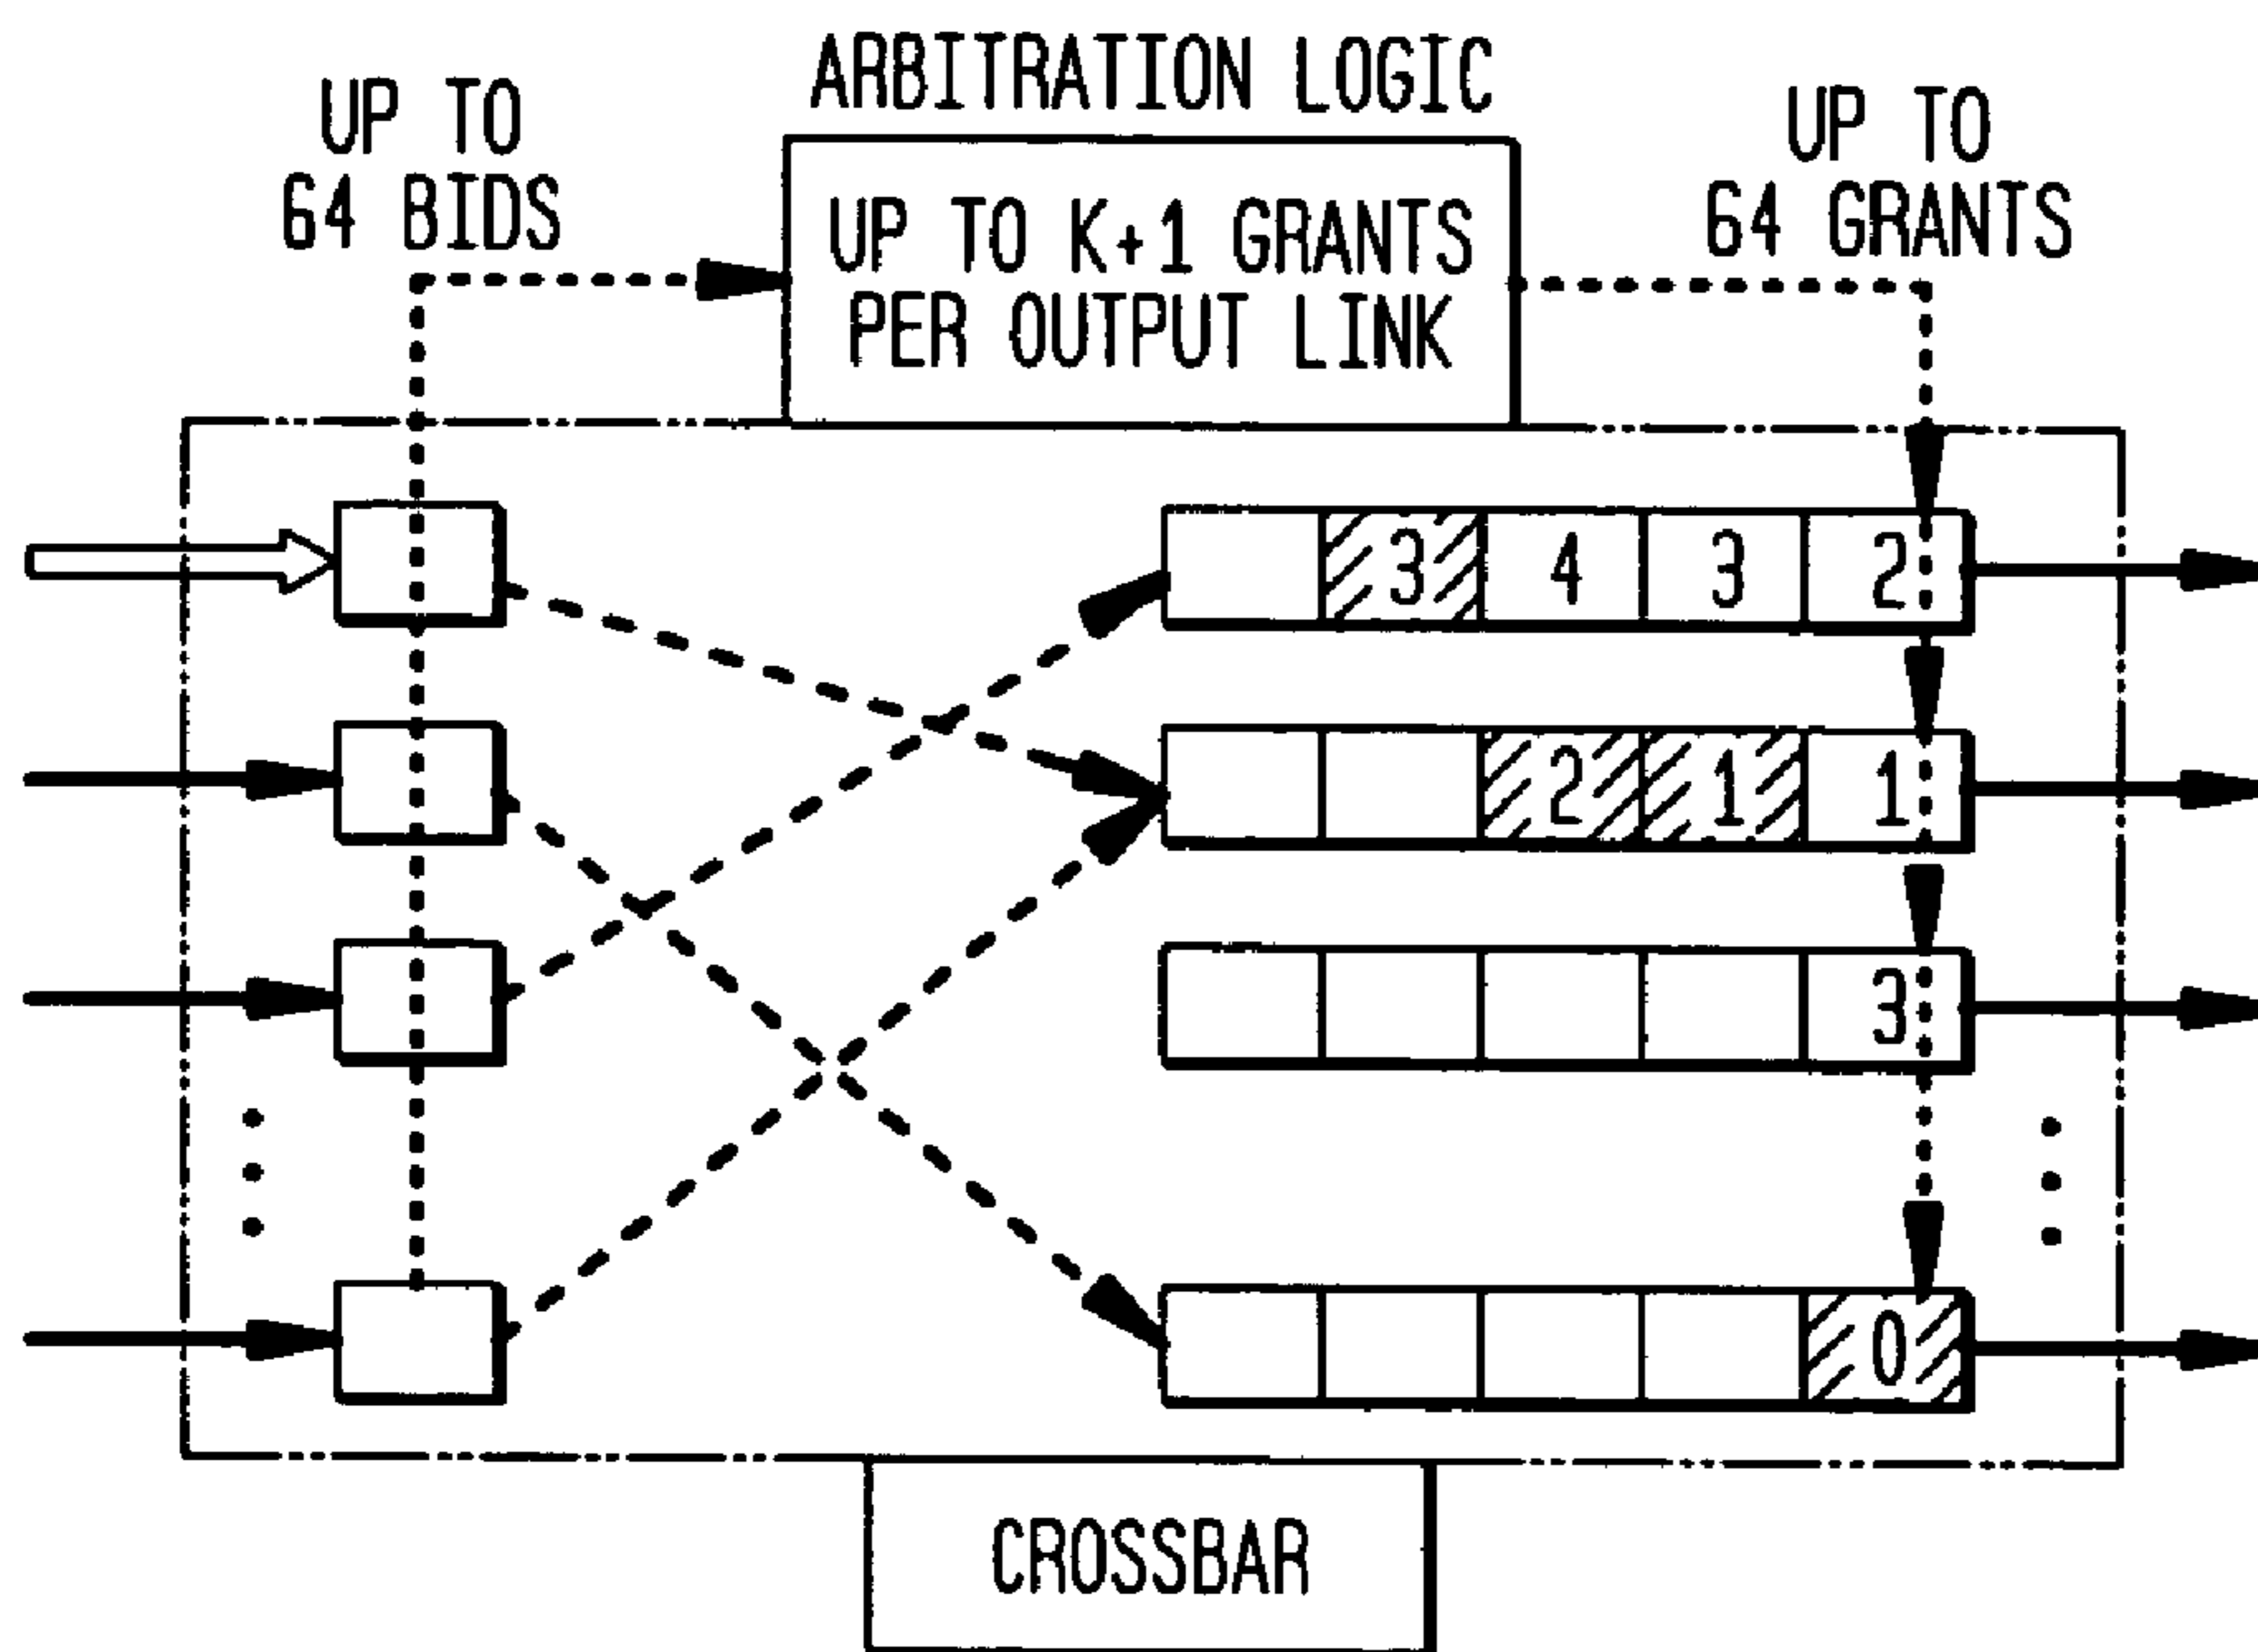 ARBITRATION LOGIC
UP TO
64 BIDS
UP TO K+1 GRANTS
PER OUTPUT LINK
UP TO
64 GRANTS
3 4 3 2
2 1 1
3
0
CROSSBAR